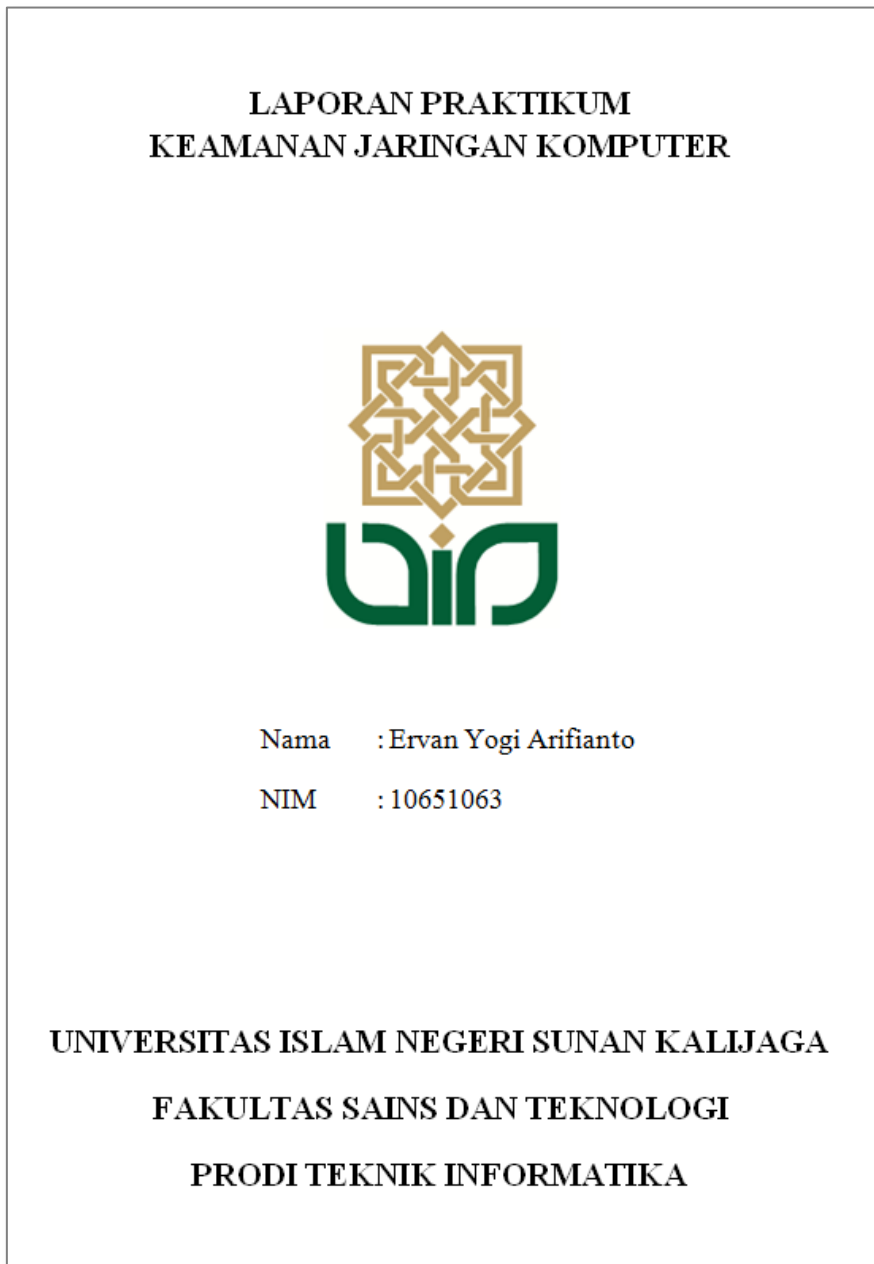 LAPORAN PRAKTIKUM
KEAMANAN JARINGAN KOMPUTER
uin
Nama : Ervan Yogi Arifianto
NIM : 10651063
UNIVERSITAS ISLAM NEGERI SUNAN KALIJAGA
FAKULTAS SAINS DAN TEKNOLOGI
PRODI TEKNIK INFORMATIKA